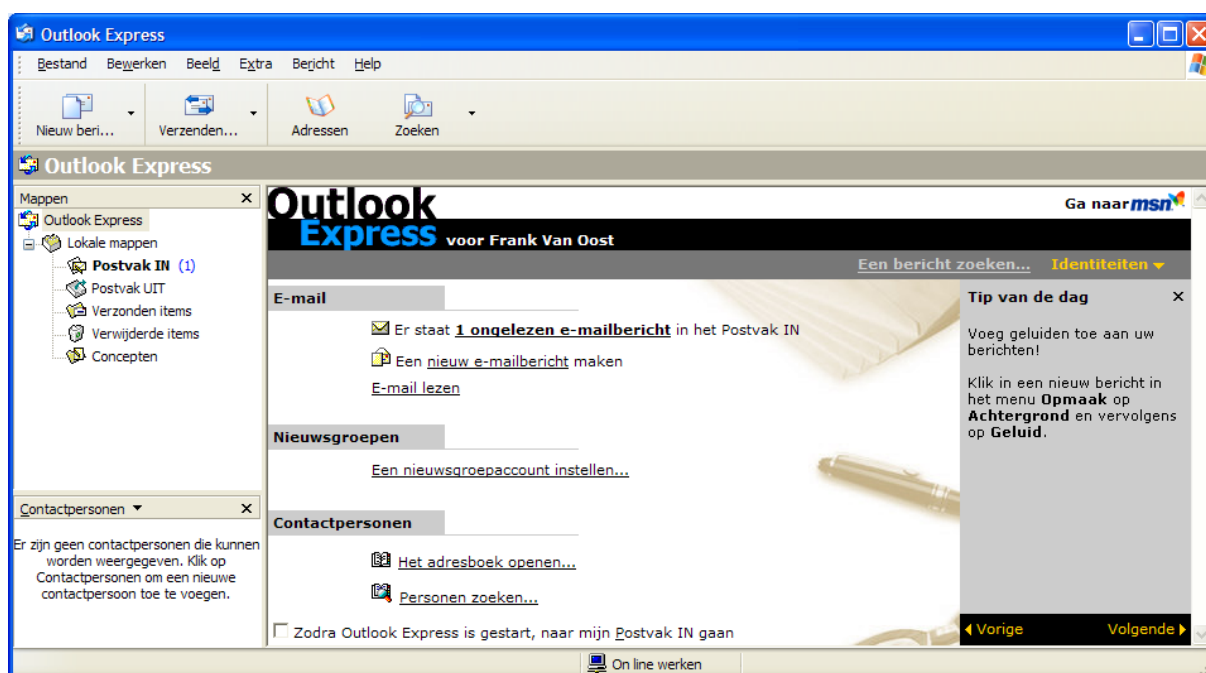 Outlook Express
Bestand Bewerken Beeld Extra Bericht Help
Nieuw beri... Verzenden... Adressen Zoeken
Outlook Express
Mappen
Outlook Express
Lokale mappen
Postvak IN (1)
Postvak UIT
Verzonden items
Verwijderde items
Concepten
Contactpersonen
Er zijn geen contactpersonen die kunnen
worden weergegeven. Klik op
Contactpersonen om een nieuwe
contactpersoon toe te voegen.
Outlook
Express voor Frank Van Oost
Ga naar msn
Een bericht zoeken... Identiteiten
E-mail
Er staat 1 ongelezen e-mailbericht in het Postvak IN
Een nieuw e-mailbericht maken
E-mail lezen
Nieuwsgroepen
Een nieuwsgroepaccount instellen...
Contactpersonen
Het adresboek openen...
Personen zoeken...
Zodra Outlook Express is gestart, naar mijn Postvak IN gaan
Tip van de dag
Voeg geluiden toe aan uw
berichten!
Klik in een nieuw bericht in
het menu Opmaak op
Achtergrond en vervolgens
op Geluid.
Vorige Volgende
On line werken